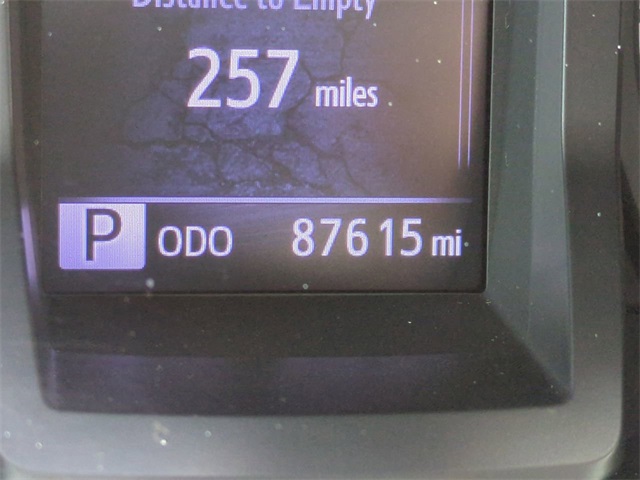 Distance to Empty
257 miles
P ODO 87615 mi